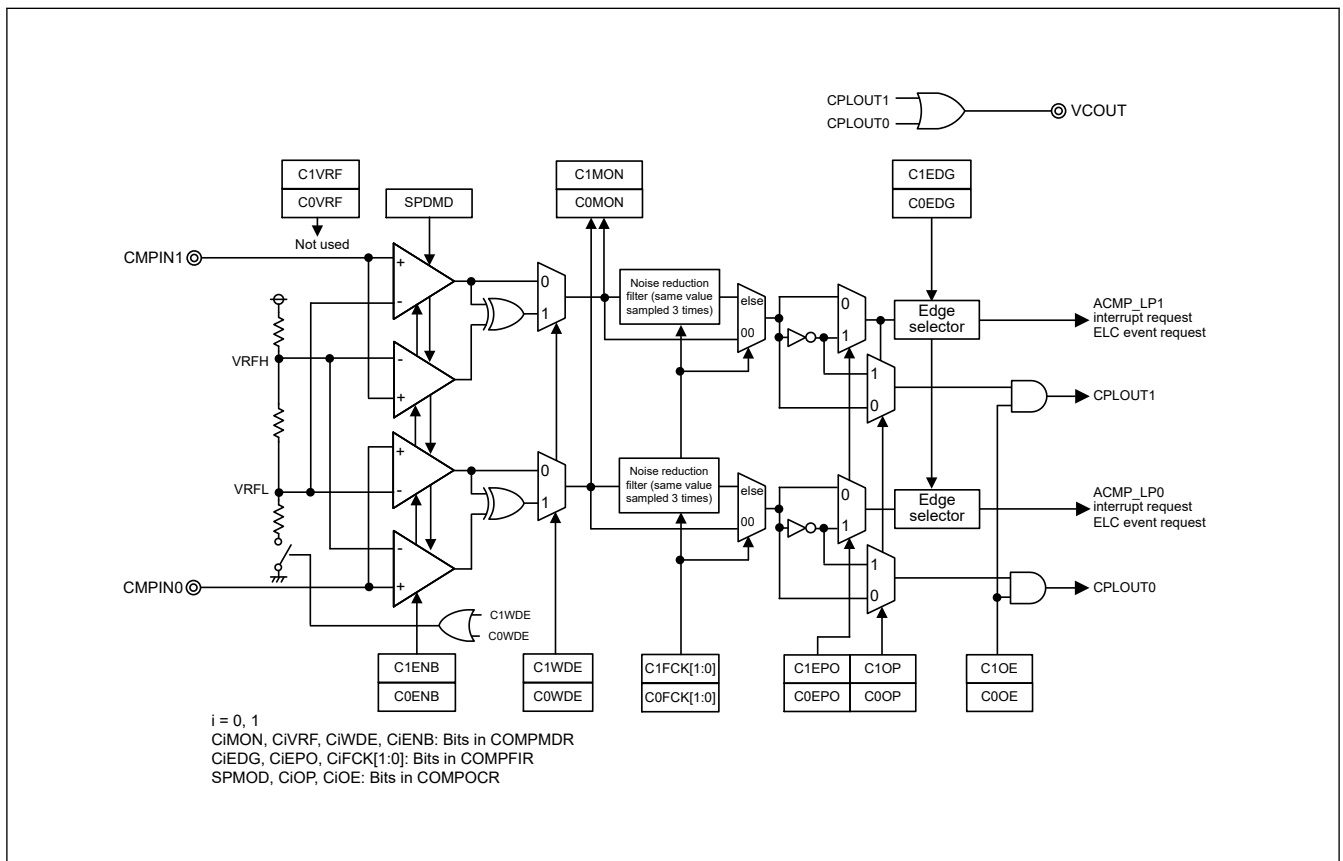 CPLOUT1
CPLOUT0
VCOUT
C1VRF
C0VRF
Not used
SPDMD
C1MON
C0MON
C1EDG
C0EDG
CMPIN1
+
-
0
1
Noise reduction
filter (same value
sampled 3 times)
else
00
0
1
Edge
selector
ACMP_LP1
interrupt request
ELC event request
VRFH
-
+
1
0
CPLOUT1
VRFL
+
-
0
1
Noise reduction
filter (same value
sampled 3 times)
else
00
0
1
Edge
selector
ACMP_LP0
interrupt request
ELC event request
CMPIN0
-
+
1
0
CPLOUT0
C1WDE
C0WDE
C1ENB
C0ENB
C1WDE
C0WDE
C1FCK[1:0]
C0FCK[1:0]
C1EPO
C0EPO
C1OP
C0OP
C1OE
C0OE
i = 0, 1
CiMON, CiVRF, CiWDE, CiENB: Bits in COMPMDR
CiEDG, CiEPO, CiFCK[1:0]: Bits in COMPFIR
SPMOD, CiOP, CiOE: Bits in COMPOCR